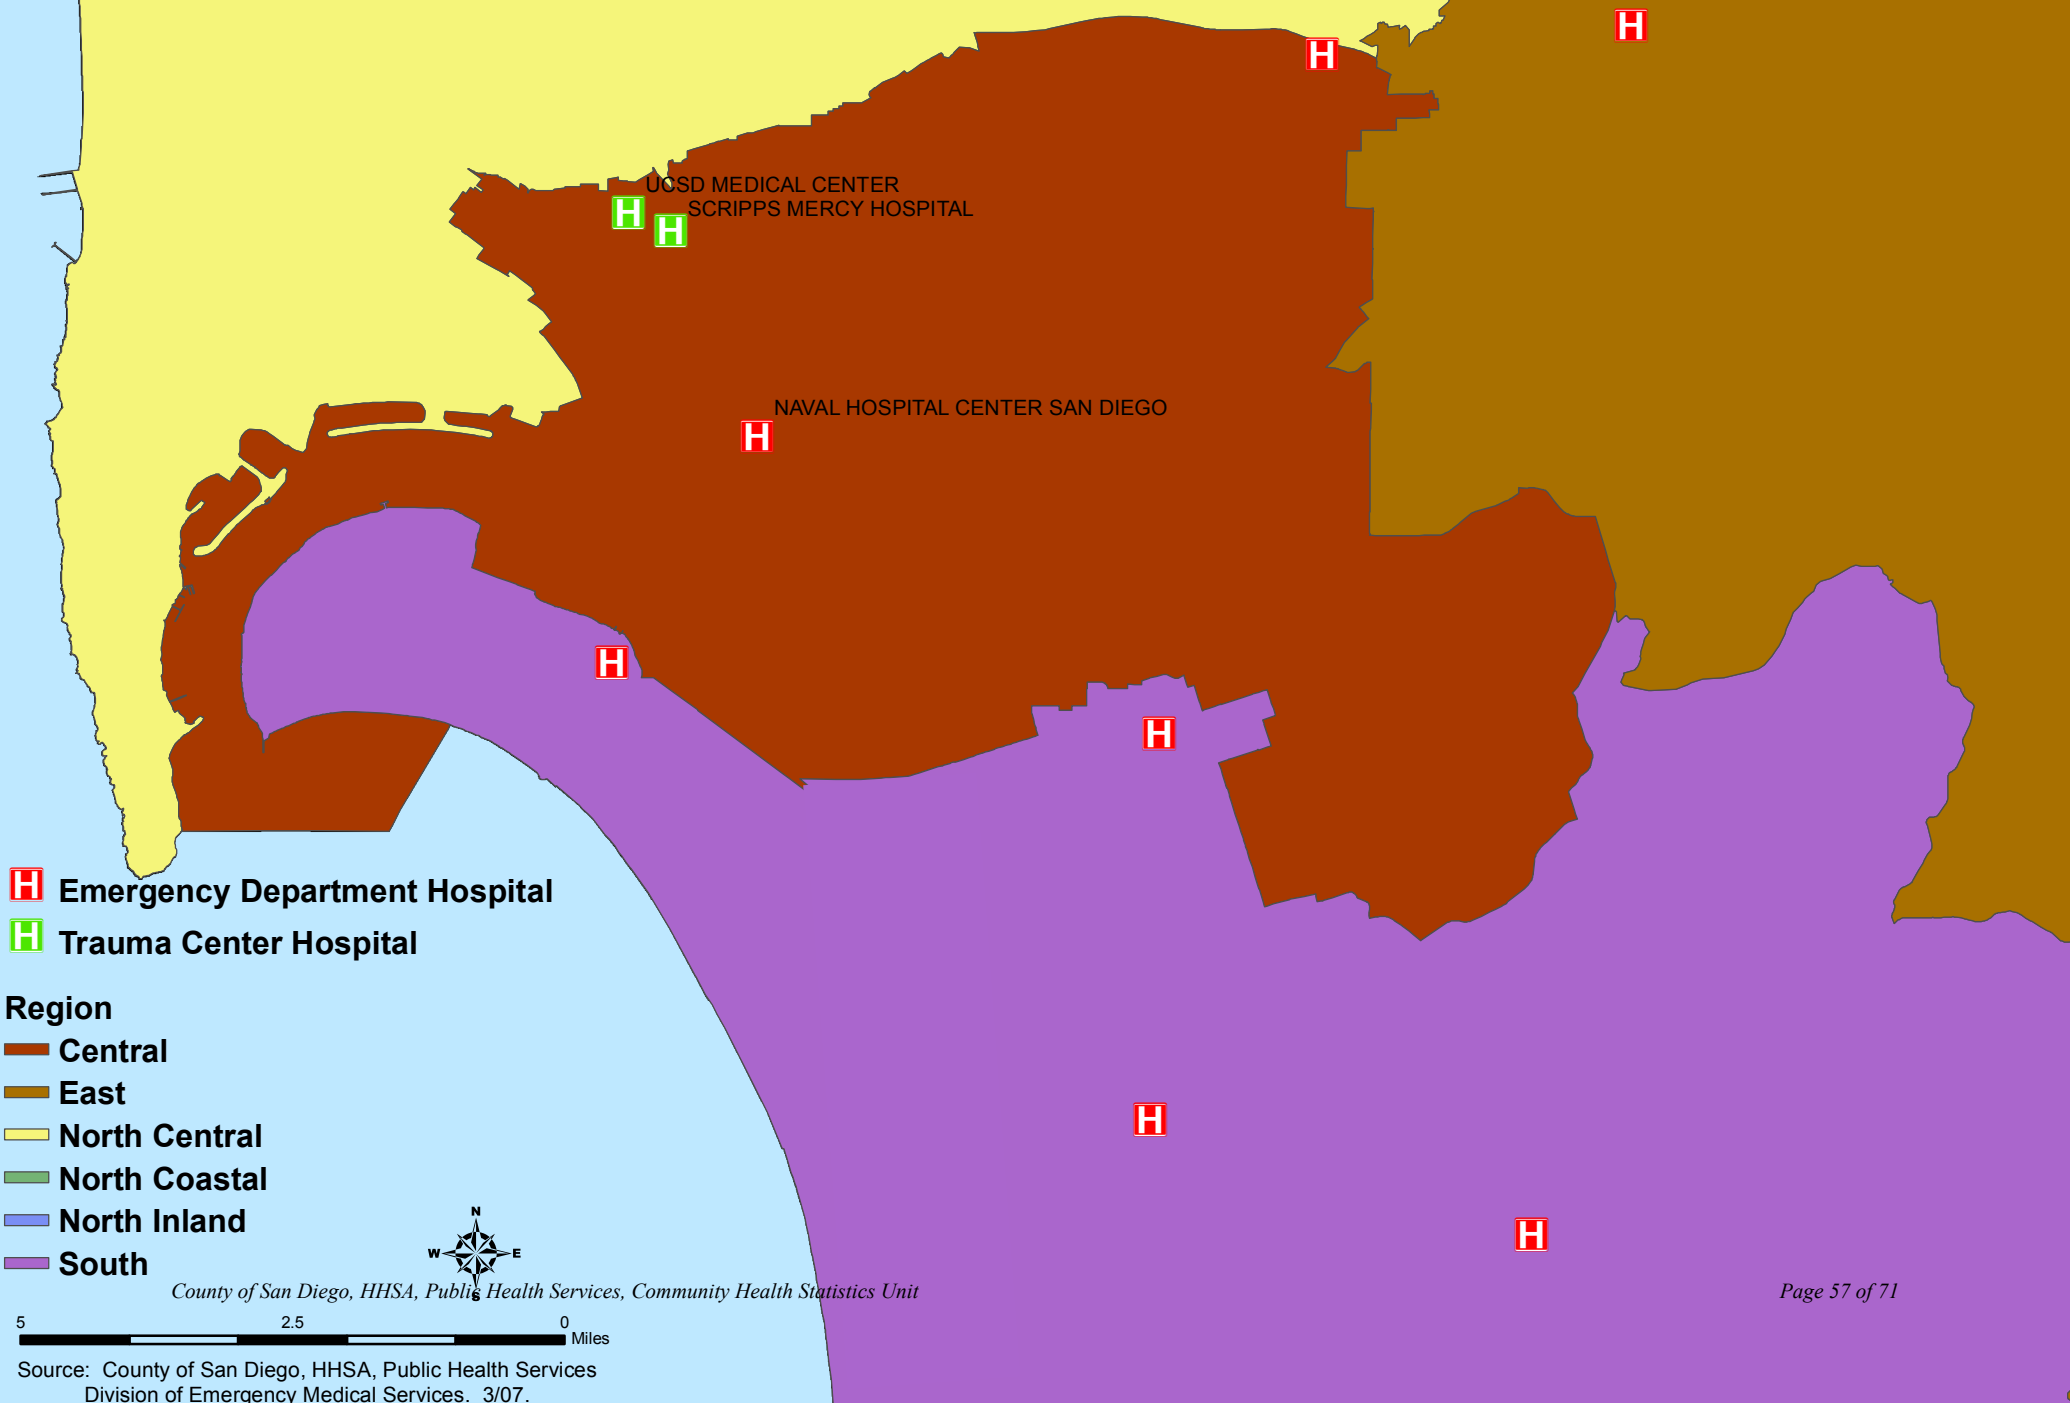 H
H
UCSD MEDICAL CENTER
H
SCRIPPS MERCY HOSPITAL
H
NAVAL HOSPITAL CENTER SAN DIEGO
H
H
H
H Emergency Department Hospital
H Trauma Center Hospital
Region
Central
East
North Central
North Coastal
North Inland
South
H
H
N
W E
S
County of San Diego, HHSA, Public Health Services, Community Health Statistics Unit
Page 57 of 71
5 2.5 0
Miles
Source: County of San Diego, HHSA, Public Health Services
Division of Emergency Medical Services. 3/07.